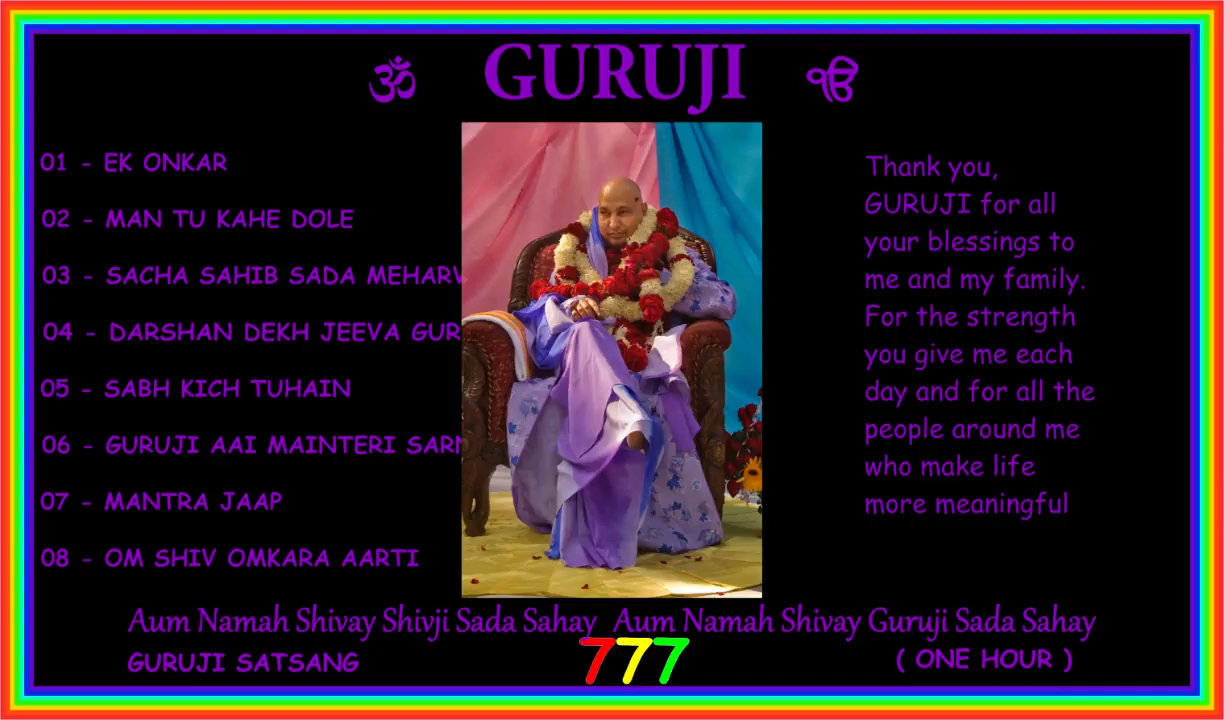 ॐ GURUJI ੴ
01 - EK ONKAR
02 - MAN TU KAHE DOLE
03 - SACHA SAHIB SADA
04 - DARSHAN DEKH JEEVA GUR
05 - SABH KICH TUHAIN
06 - GURUJI AAI MAINTERI
07 - MANTRA JAAP
08 - OM SHIV OMKARA AARTI
Thank you,
GURUJI for all
your blessings to
me and my family.
For the strength
you give me each
day and for all the
people around me
who make life
more meaningful
Aum Namah Shivay Shivji Sada Sahay Aum Namah Shivay Guruji Sada Sahay
GURUJI SATSANG 777 ( ONE HOUR )